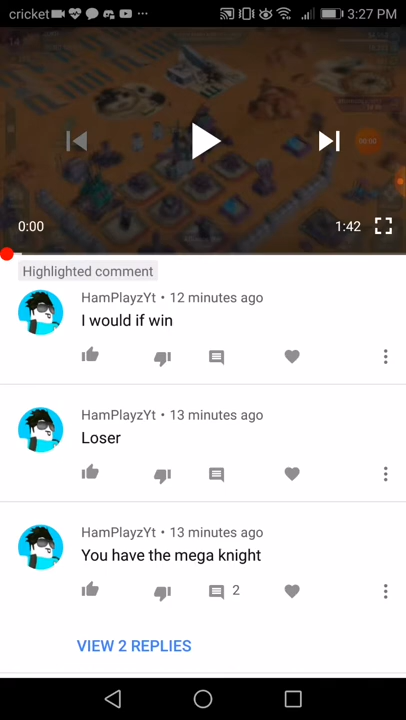 cricket 3:27 PM
0:00 1:42
Highlighted comment
HamPlayzYt • 12 minutes ago
I would if win
HamPlayzYt • 13 minutes ago
Loser
HamPlayzYt • 13 minutes ago
You have the mega knight
2
VIEW 2 REPLIES